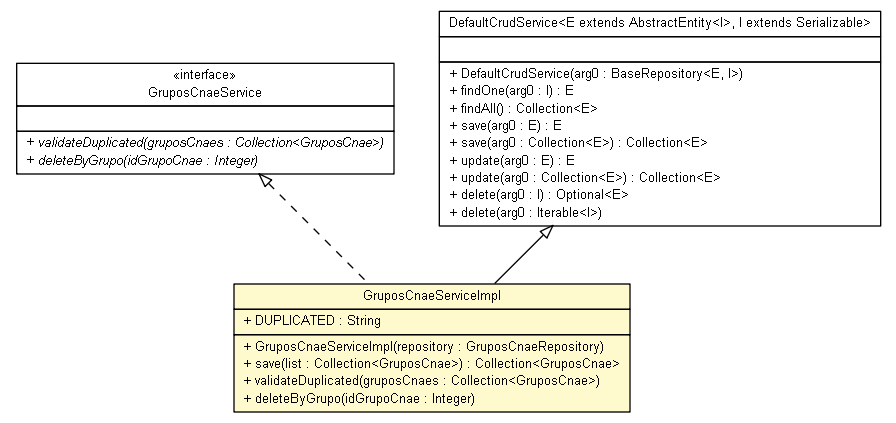 «interface»
GruposCnaeService
+ validateDuplicated(gruposCnaes : Collection<GruposCnae>)
+ deleteByGrupo(idGrupoCnae : Integer)
DefaultCrudService<E extends AbstractEntity<I>, I extends Serializable>
+ DefaultCrudService(arg0 : BaseRepository<E, I>)
+ findOne(arg0 : I) : E
+ findAll() : Collection<E>
+ save(arg0 : E) : E
+ save(arg0 : Collection<E>) : Collection<E>
+ update(arg0 : E) : E
+ update(arg0 : Collection<E>) : Collection<E>
+ delete(arg0 : I) : Optional<E>
+ delete(arg0 : Iterable<I>)
GruposCnaeServiceImpl
+ DUPLICATED : String
+ GruposCnaeServiceImpl(repository : GruposCnaeRepository)
+ save(list : Collection<GruposCnae>) : Collection<GruposCnae>
+ validateDuplicated(gruposCnaes : Collection<GruposCnae>)
+ deleteByGrupo(idGrupoCnae : Integer)